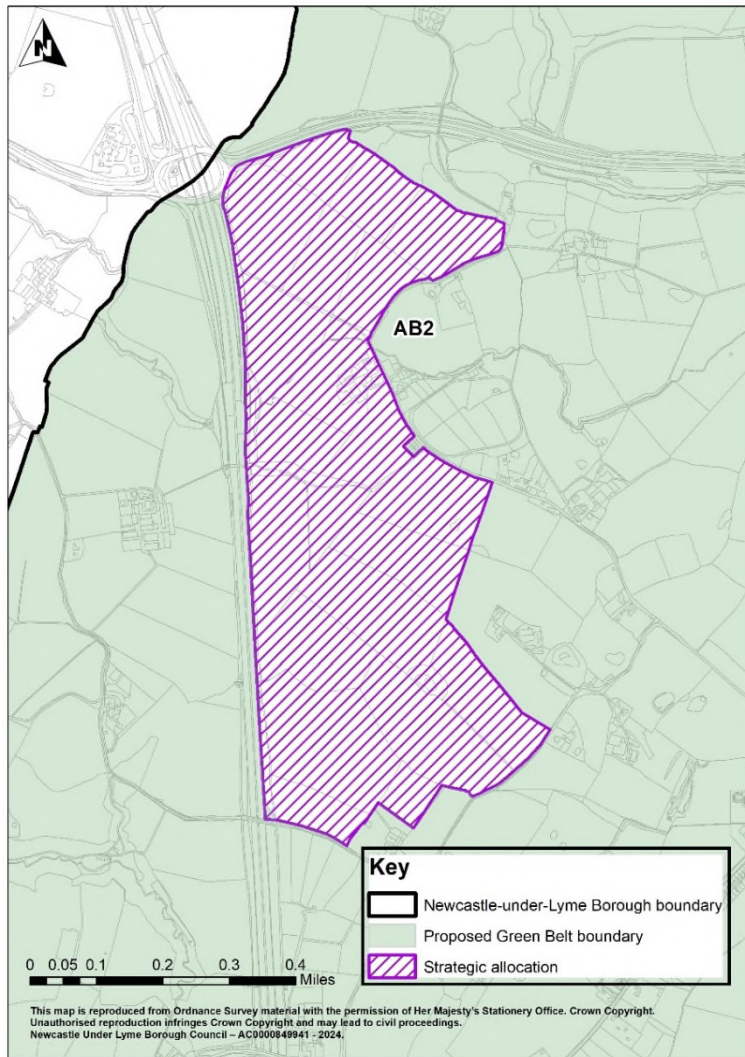 N
AB2
Key
Newcastle-under-Lyme Borough boundary
Proposed Green Belt boundary
Strategic allocation
0 0.05 0.1 0.2 0.3 0.4
Miles
This map is reproduced from Ordnance Survey material with the permission of Her Majesty's Stationery Office. Crown Copyright.
Unauthorised reproduction infringes Crown Copyright and may lead to civil proceedings.
Newcastle Under Lyme Borough Council – AC0000849941 - 2024.